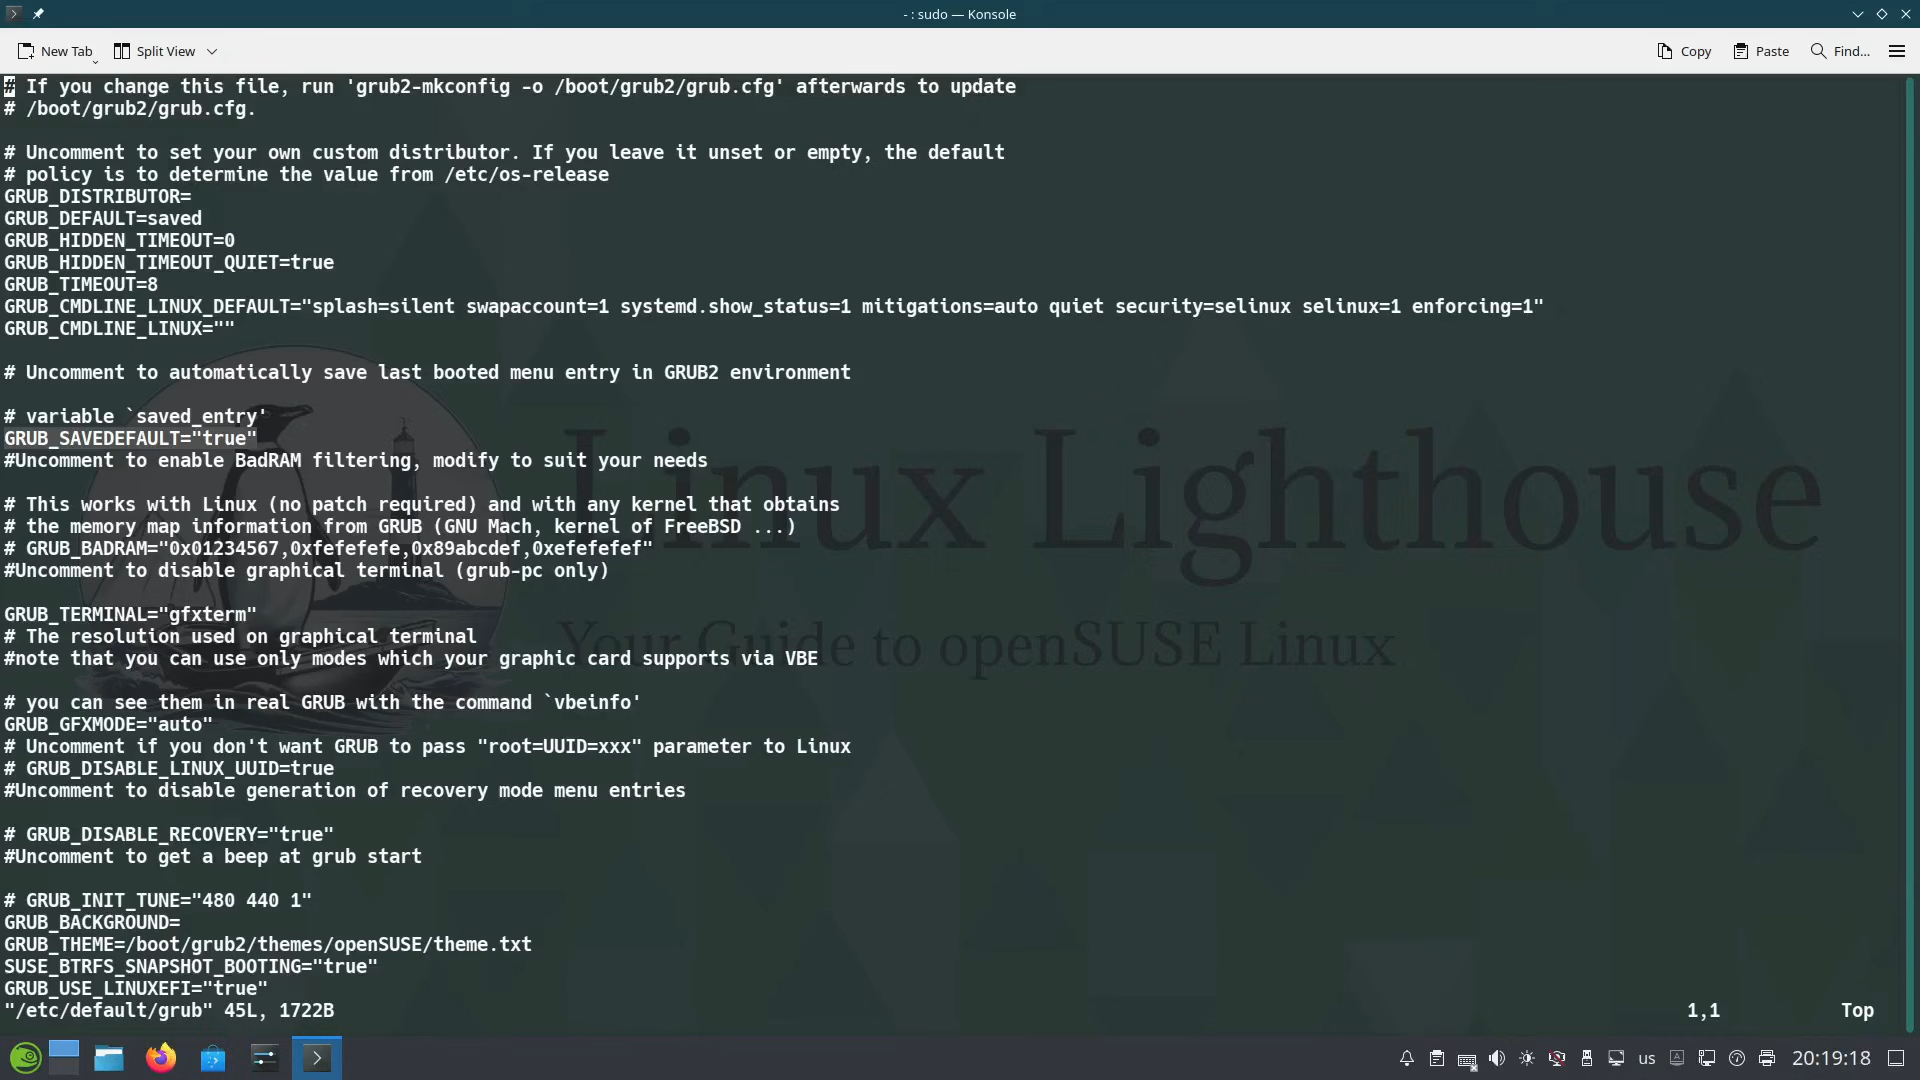 - : sudo — Konsole
New Tab Split View Copy Paste Find...
# If you change this file, run 'grub2-mkconfig -o /boot/grub2/grub.cfg' afterwards to update
# /boot/grub2/grub.cfg.
# Uncomment to set your own custom distributor. If you leave it unset or empty, the default
# policy is to determine the value from /etc/os-release
GRUB_DISTRIBUTOR=
GRUB_DEFAULT=saved
GRUB_HIDDEN_TIMEOUT=0
GRUB_HIDDEN_TIMEOUT_QUIET=true
GRUB_TIMEOUT=8
GRUB_CMDLINE_LINUX_DEFAULT="splash=silent swapaccount=1 systemd.show_status=1 mitigations=auto quiet security=selinux selinux=1 enforcing=1"
GRUB_CMDLINE_LINUX=""
# Uncomment to automatically save last booted menu entry in GRUB2 environment
# variable `saved_entry'
GRUB_SAVEDEFAULT="true"
#Uncomment to enable BadRAM filtering, modify to suit your needs
# This works with Linux (no patch required) and with any kernel that obtains
# the memory map information from GRUB (GNU Mach, kernel of FreeBSD ...)
# GRUB_BADRAM="0x01234567,0xfefefefe,0x89abcdef,0xefefefef"
#Uncomment to disable graphical terminal (grub-pc only)
GRUB_TERMINAL="gfxterm"
# The resolution used on graphical terminal
#note that you can use only modes which your graphic card supports via VBE
# you can see them in real GRUB with the command `vbeinfo'
GRUB_GFXMODE="auto"
# Uncomment if you don't want GRUB to pass "root=UUID=xxx" parameter to Linux
# GRUB_DISABLE_LINUX_UUID=true
#Uncomment to disable generation of recovery mode menu entries
# GRUB_DISABLE_RECOVERY="true"
#Uncomment to get a beep at grub start
# GRUB_INIT_TUNE="480 440 1"
GRUB_BACKGROUND=
GRUB_THEME=/boot/grub2/themes/openSUSE/theme.txt
SUSE_BTRFS_SNAPSHOT_BOOTING="true"
GRUB_USE_LINUXEFI="true"
"/etc/default/grub" 45L, 1722B 1,1 Top
Linux Lighthouse
Your Guide to openSUSE Linux
us 20:19:18